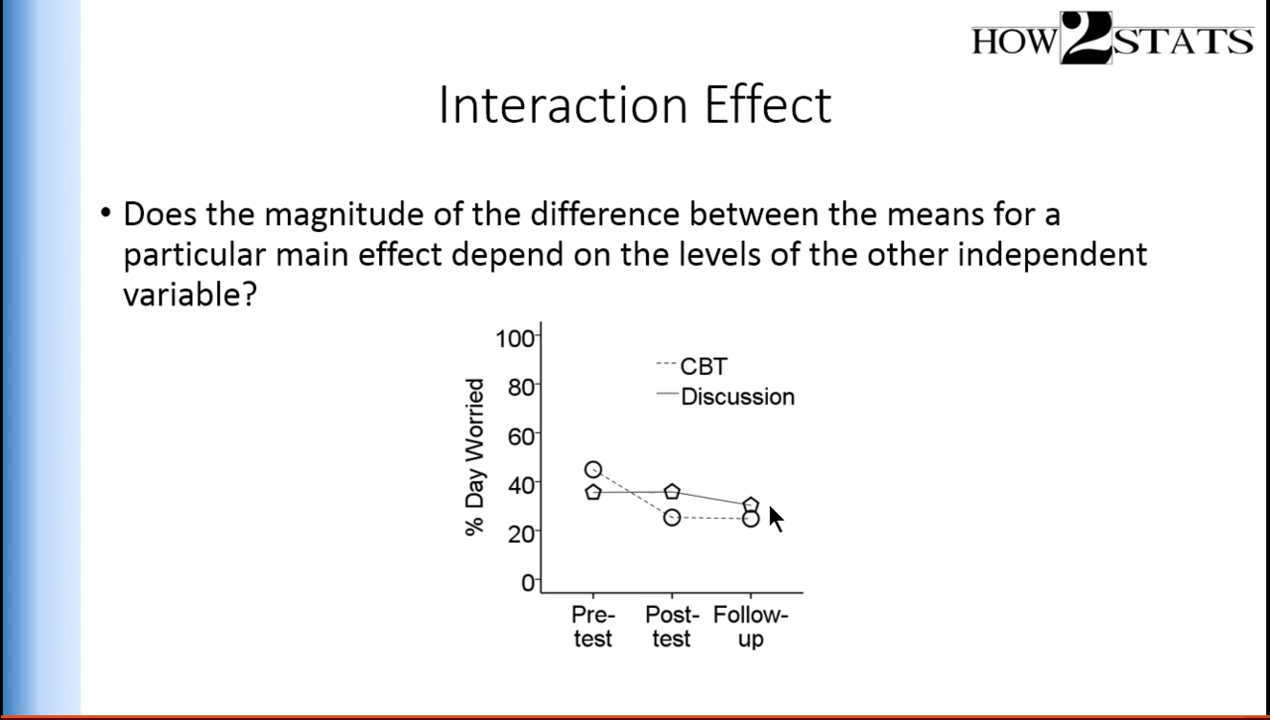 HOW2STATS
Interaction Effect
• Does the magnitude of the difference between the means for a
particular main effect depend on the levels of the other independent
variable?
100
80
60
40
20
0
% Day Worried
CBT
Discussion
Pre-
test
Post-
test
Follow-
up